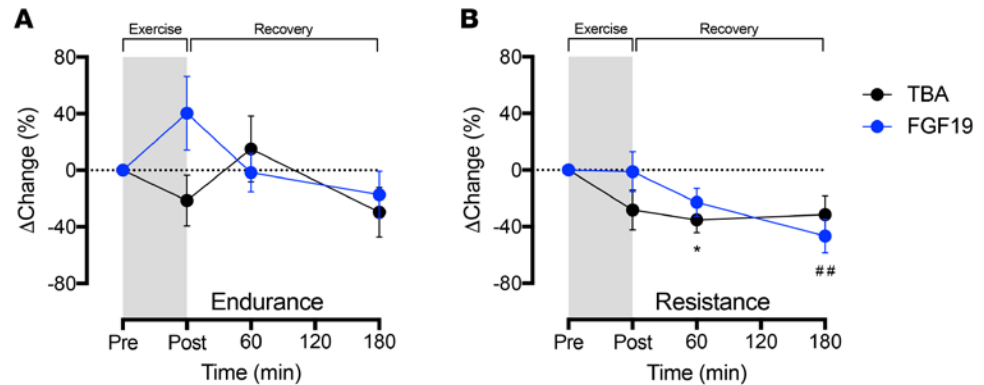 A
Exercise Recovery
80
40
0
-40
-80
ΔChange (%)
Endurance
Pre Post 60 120 180
Time (min)
B
Exercise Recovery
80
40
0
-40
-80
ΔChange (%)
*
##
Resistance
Pre Post 60 120 180
Time (min)
TBA
FGF19